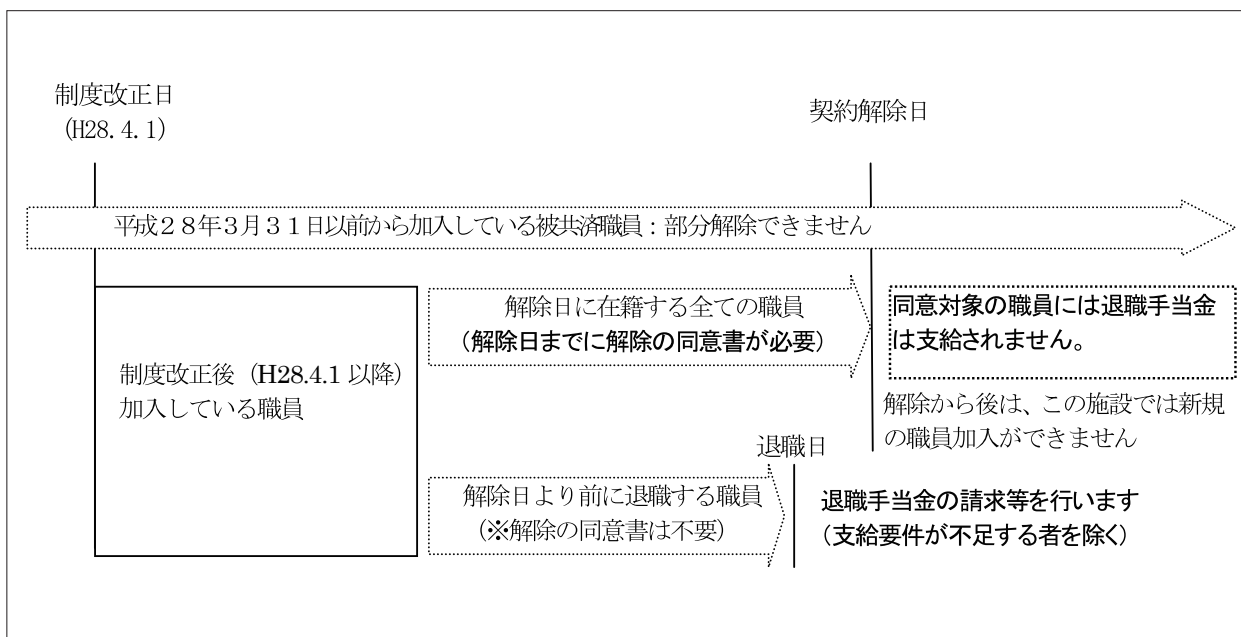 制度改正日
(H28.4.1)
契約解除日
平成２８年３月３１日以前から加入している被共済職員：部分解除できません
解除日に在籍する全ての職員
（解除日までに解除の同意書が必要）
同意対象の職員には退職手当金
は支給されません。
制度改正後（H28.4.1 以降）
加入している職員
解除から後は、この施設では新規
の職員加入ができません
退職日
解除日より前に退職する職員
（※解除の同意書は不要）
退職手当金の請求等を行います
（支給要件が不足する者を除く）